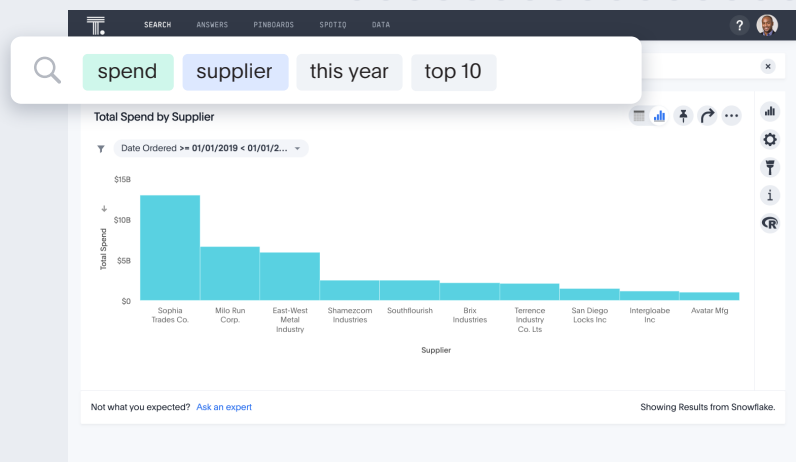 T.
SEARCH ANSWERS PINBOARDS SPOTIQ DATA ?
spend supplier this year top 10
Total Spend by Supplier
Date Ordered >= 01/01/2019 < 01/01/2...
$15B
$10B
$5B
$0
Total Spend
Sophia
Trades Co.
Milo Run
Corp.
East-West
Metal
Industry
Shamezcom
Industries
Southflourish
Brix
Industries
Terrence
Industry
Co. Lts
San Diego
Locks Inc
Intergloabe
Inc
Avatar Mfg
Supplier
i
R
Not what you expected? Ask an expert
Showing Results from Snowflake.